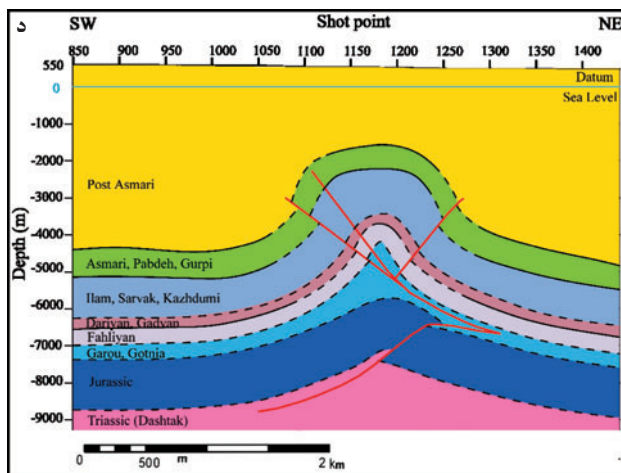 د
SW Shot point NE
850 900 950 1000 1050 1100 1150 1200 1250 1300 1350 1400
550 Datum
0 Sea Level
-1000
-2000
Post Asmari
-3000
-4000
Asmari, Pabdeh, Gurpi
-5000
Ilam, Sarvak, Kazhdumi
-6000
Dariyan, Gadvan
Fahliyan
-7000
Garou, Gotnia
Jurassic
-8000
Triassic (Dashtak)
-9000
Depth (m)
0 500 m 2 km